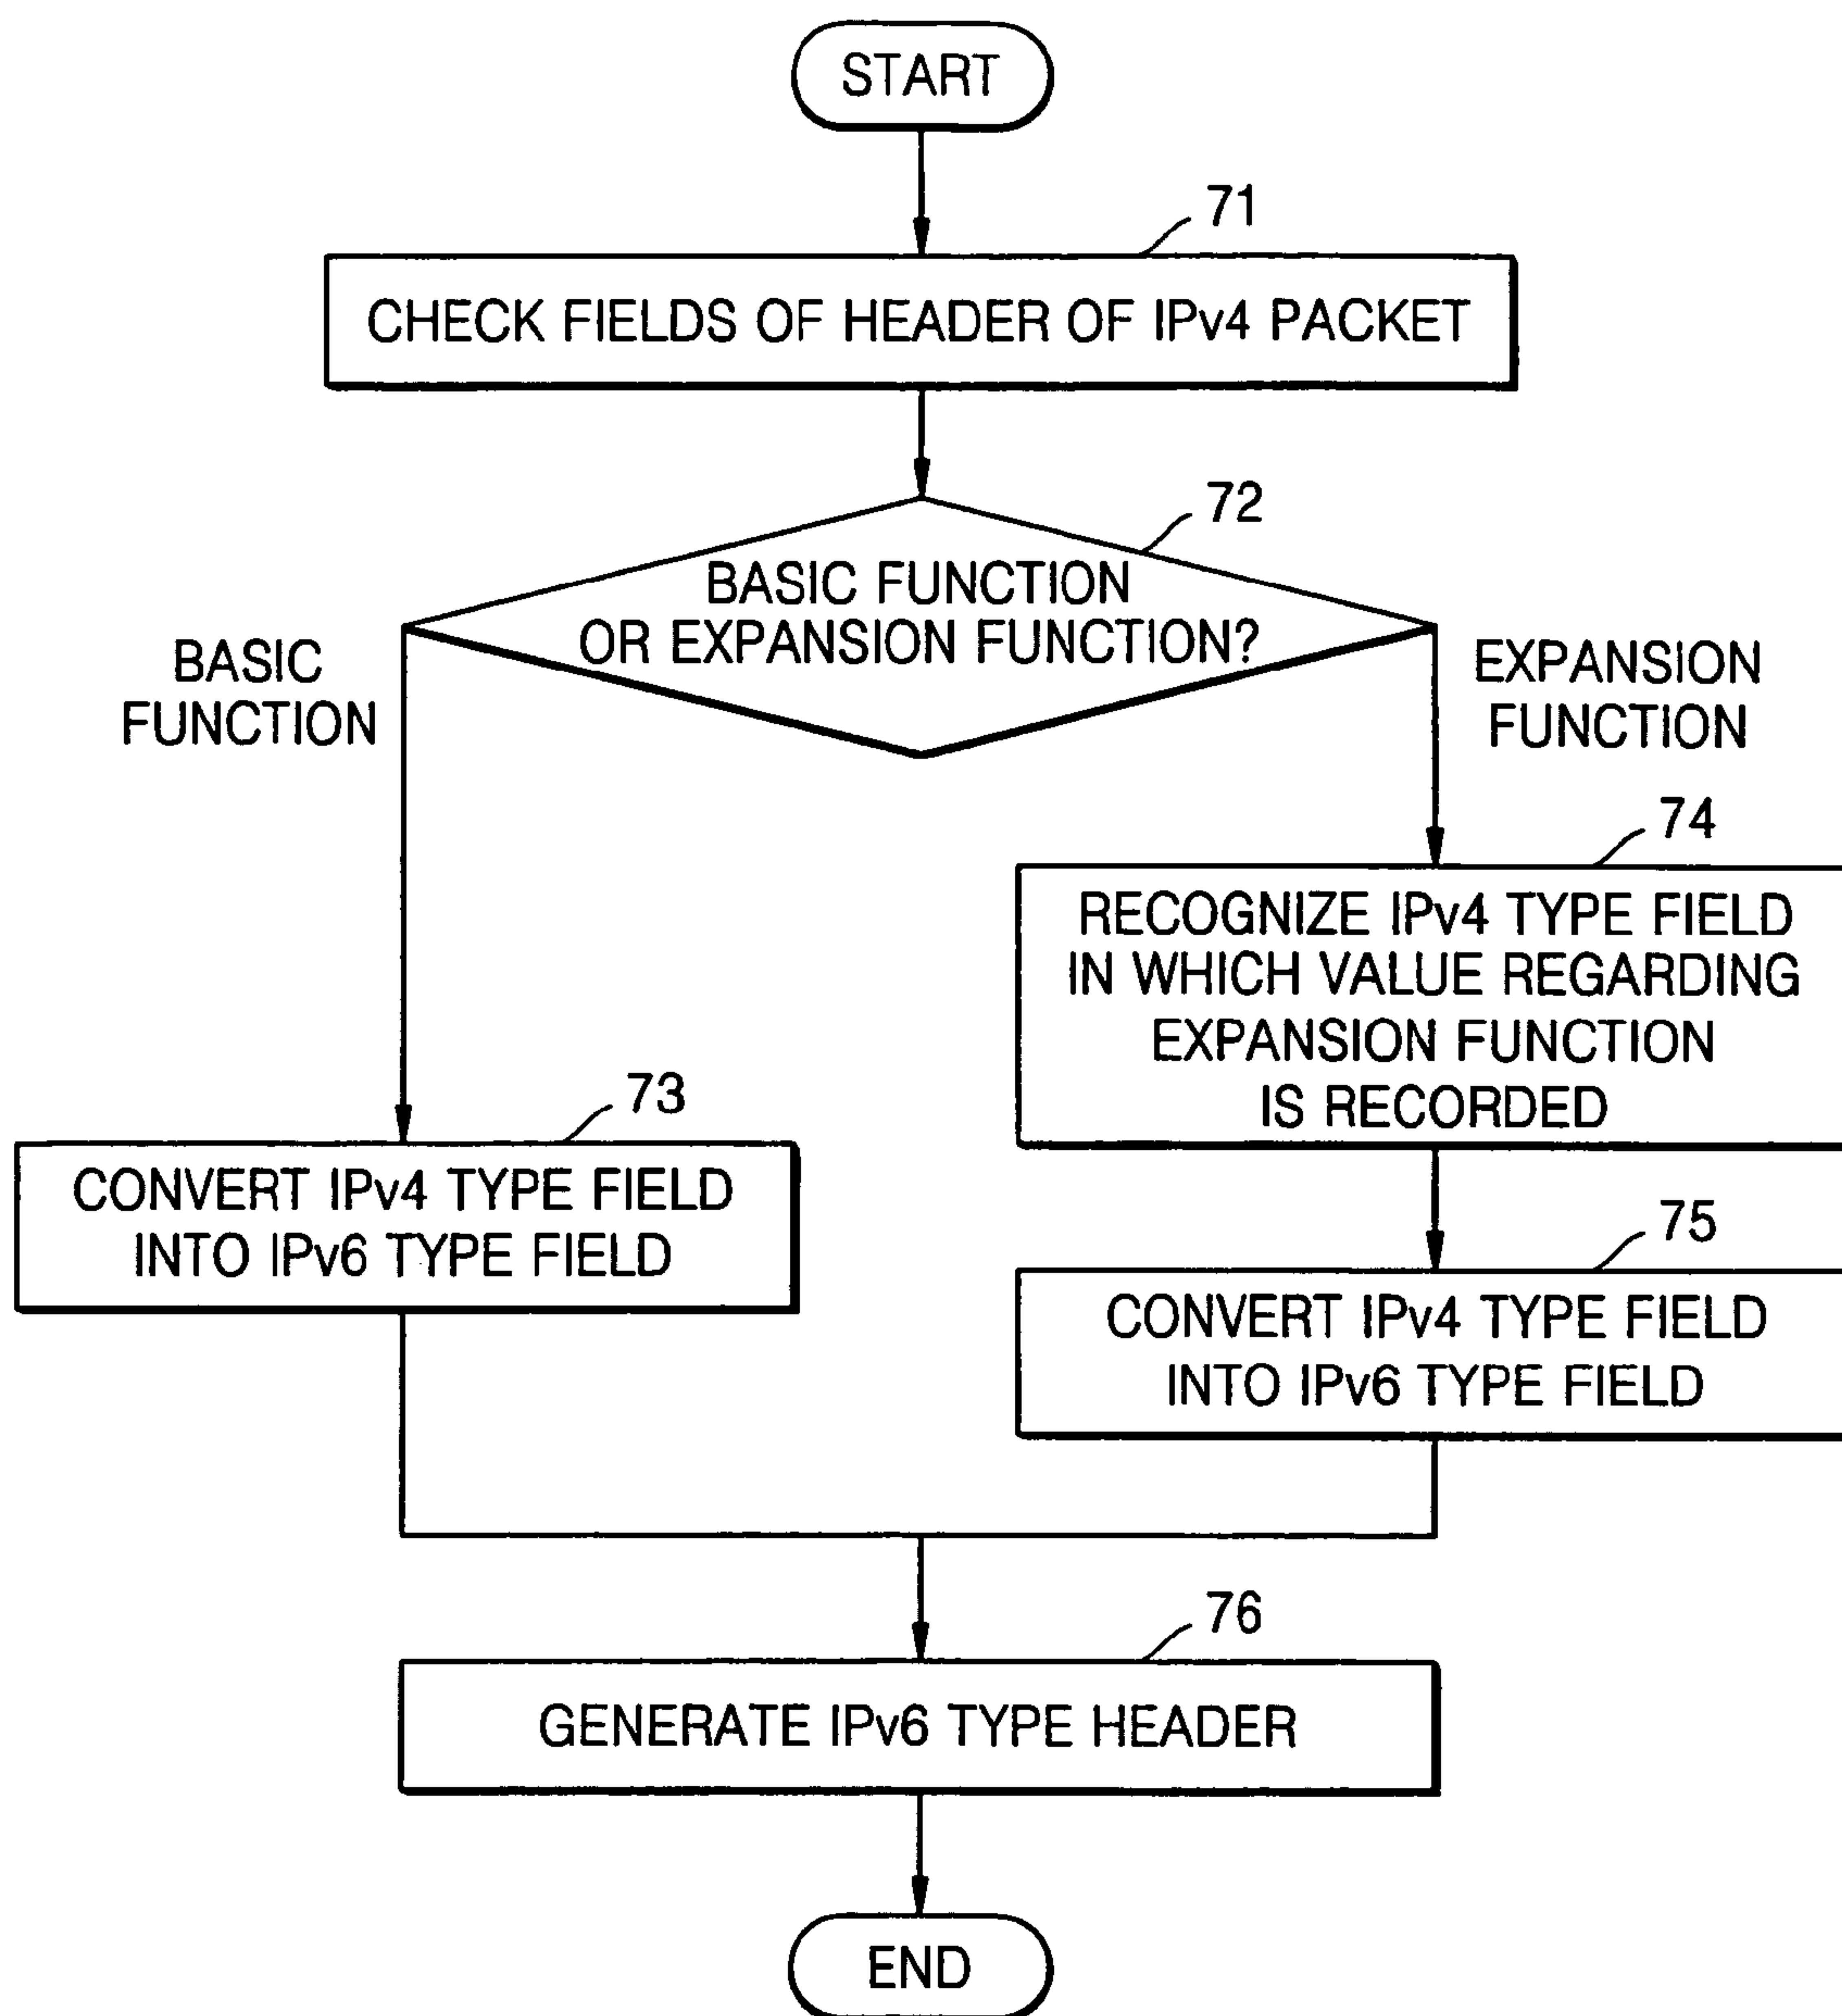 START
71
CHECK FIELDS OF HEADER OF IPv4 PACKET
72
BASIC FUNCTION
OR EXPANSION FUNCTION?
BASIC
FUNCTION
EXPANSION
FUNCTION
74
RECOGNIZE IPv4 TYPE FIELD
IN WHICH VALUE REGARDING
EXPANSION FUNCTION
IS RECORDED
73
CONVERT IPv4 TYPE FIELD
INTO IPv6 TYPE FIELD
75
CONVERT IPv4 TYPE FIELD
INTO IPv6 TYPE FIELD
76
GENERATE IPv6 TYPE HEADER
END